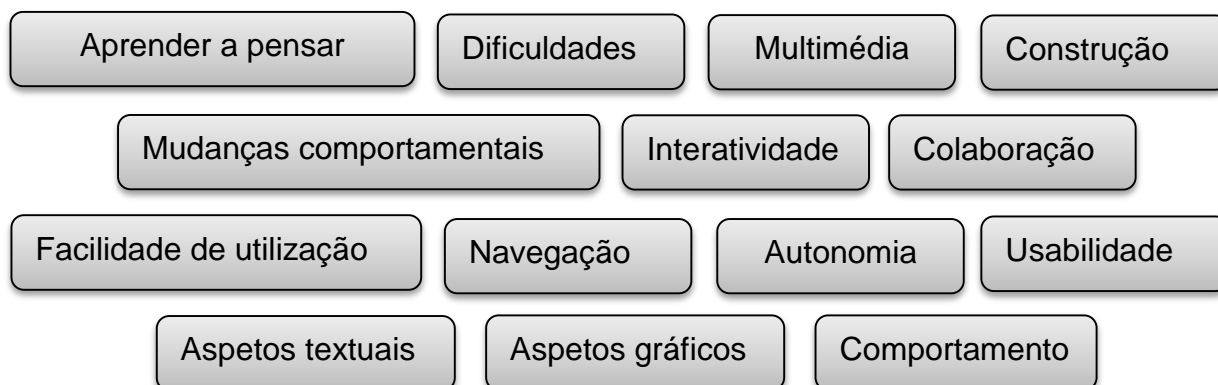 Aprender a pensar Dificuldades Multimédia Construção
Mudanças comportamentais Interatividade Colaboração
Facilidade de utilização Navegação Autonomia Usabilidade
Aspetos textuais Aspetos gráficos Comportamento